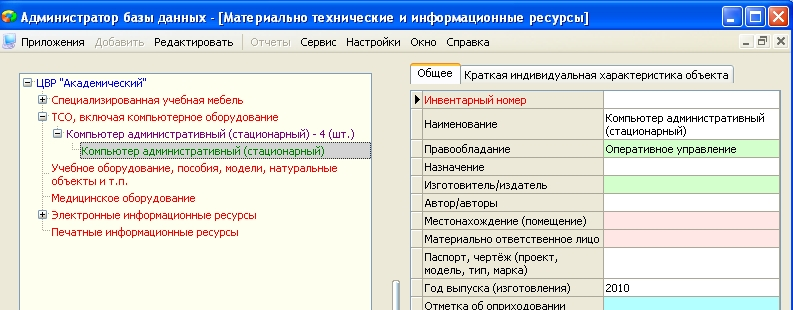 Администратор базы данных - [Материально технические и информационные ресурсы]
Приложения Добавить Редактировать Отчеты Сервис Настройки Окно Справка
ЦВР "Академический"
Специализированная учебная мебель
ТСО, включая компьютерное оборудование
Компьютер административный (стационарный) - 4 (шт.)
Компьютер административный (стационарный)
Учебное оборудование, пособия, модели, натуральные
объекты и т.п.
Медицинское оборудование
Электронные информационные ресурсы
Печатные информационные ресурсы
Общее Краткая индивидуальная характеристика объекта
Инвентарный номер
Наименование Компьютер административный
(стационарный)
Правообладание Оперативное управление
Назначение
Изготовитель/издатель
Автор/авторы
Местонахождение (помещение)
Материально ответственное лицо
Паспорт, чертёж (проект,
модель, тип, марка)
Год выпуска (изготовления) 2010
Отметка об оприходовании